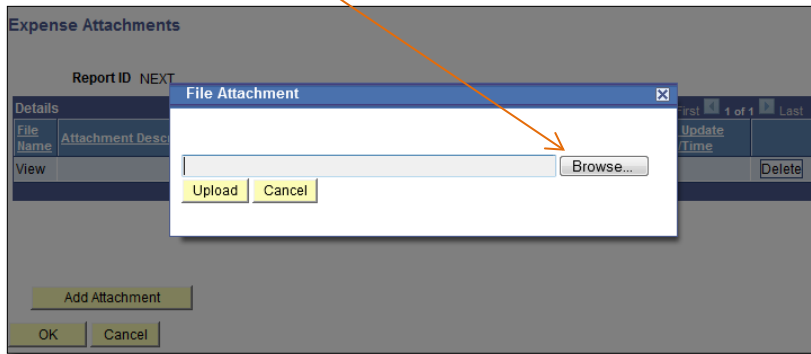 Expense Attachments
Report ID NEXT
File Attachment
Details
First 1 of 1 Last
File Name
Attachment Descr
Update
/Time
View
Delete
Browse...
Upload Cancel
Add Attachment
OK Cancel